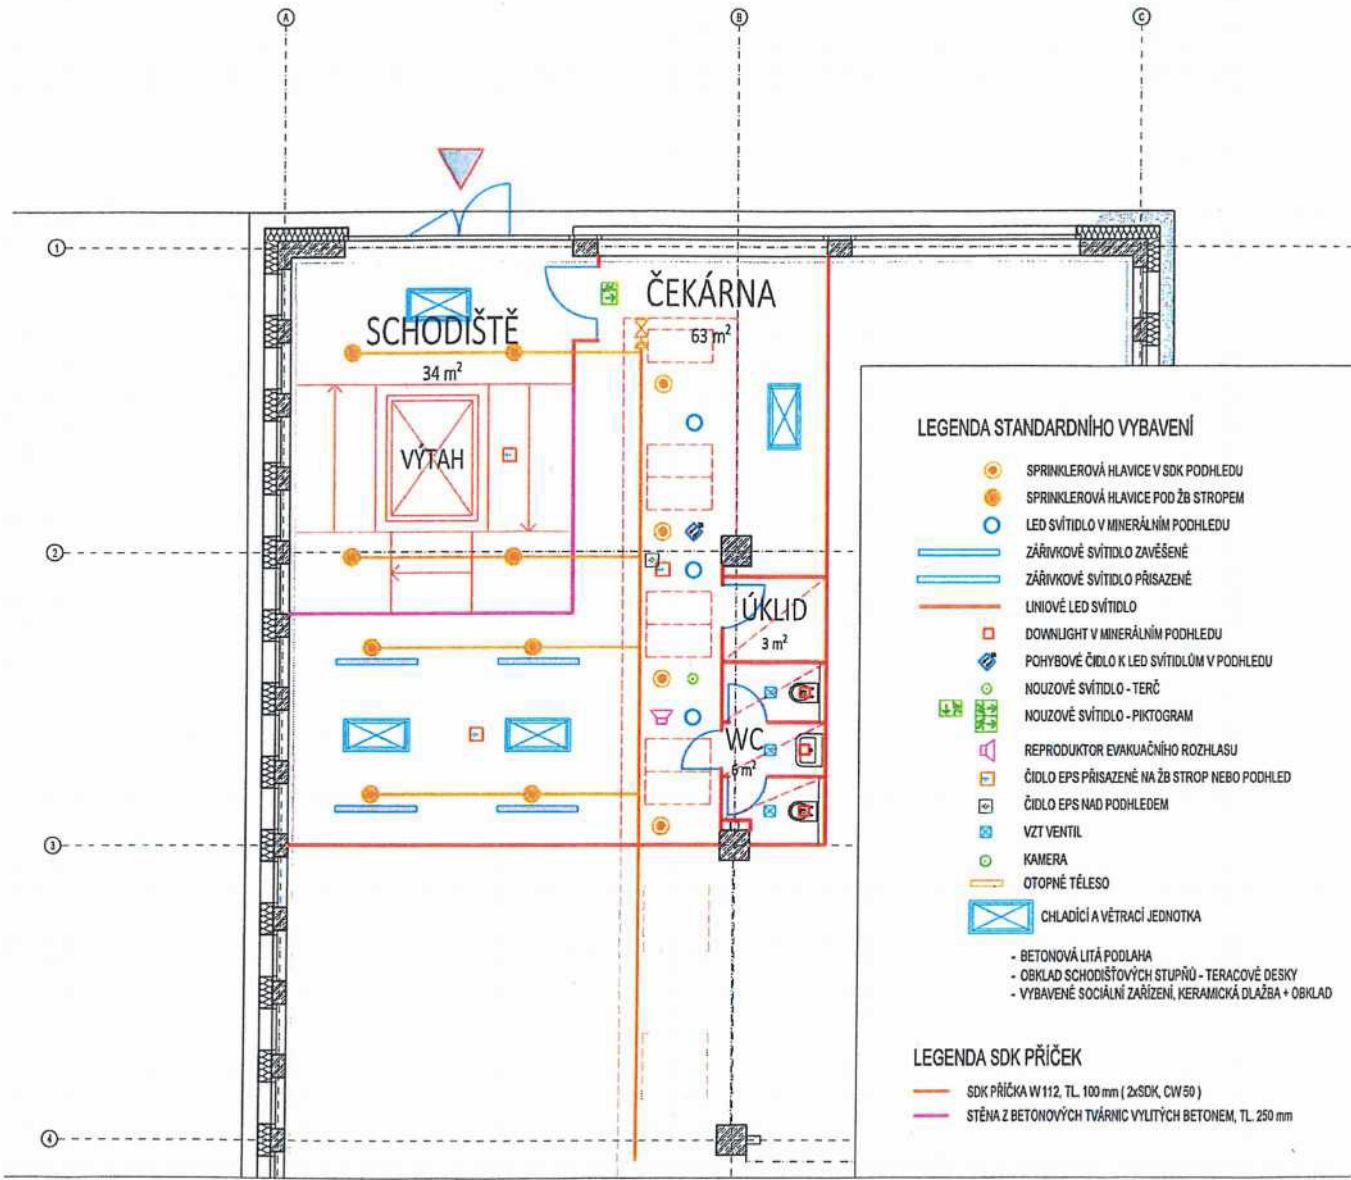 A
B
C
1
ČEKÁRNA
SCHODIŠTĚ
63 m²
34 m²
VÝTAH
LEGENDA STANDARDNÍHO VYBAVENÍ
SPRINKLEROVÁ HLAVICE V SDK PODHLEDU
SPRINKLEROVÁ HLAVICE POD ŽB STROPEM
LED SVÍTIDLO V MINERÁLNÍM PODHLEDU
2
ZÁŘIVKOVÉ SVÍTIDLO ZAVĚŠENÉ
ZÁŘIVKOVÉ SVÍTIDLO PŘISAZENÉ
LINIOVÉ LED SVÍTIDLO
ÚKLID
3 m²
DOWNLIGHT V MINERÁLNÍM PODHLEDU
POHYBOVÉ ČIDLO K LED SVÍTIDLŮM V PODHLEDU
NOUZOVÉ SVÍTIDLO - TERČ
NOUZOVÉ SVÍTIDLO - PIKTOGRAM
WC
6 m²
REPRODUKTOR EVAKUAČNÍHO ROZHLASU
ČIDLO EPS PŘISAZENÉ NA ŽB STROP NEBO PODHLED
ČIDLO EPS NAD PODHLEDEM
VZT VENTIL
3
KAMERA
OTOPNÉ TĚLESO
CHLADÍCÍ A VĚTRACÍ JEDNOTKA
- BETONOVÁ LITÁ PODLAHA
- OBKLAD SCHODIŠŤOVÝCH STUPŇŮ - TERACOVÉ DESKY
- VYBAVENÉ SOCIÁLNÍ ZAŘÍZENÍ, KERAMICKÁ DLAŽBA + OBKLAD
LEGENDA SDK PŘÍČEK
SDK PŘÍČKA W112, TL. 100 mm ( 2xSDK, CW 50 )
STĚNA Z BETONOVÝCH TVÁRNIC VYLITÝCH BETONEM, TL. 250 mm
4